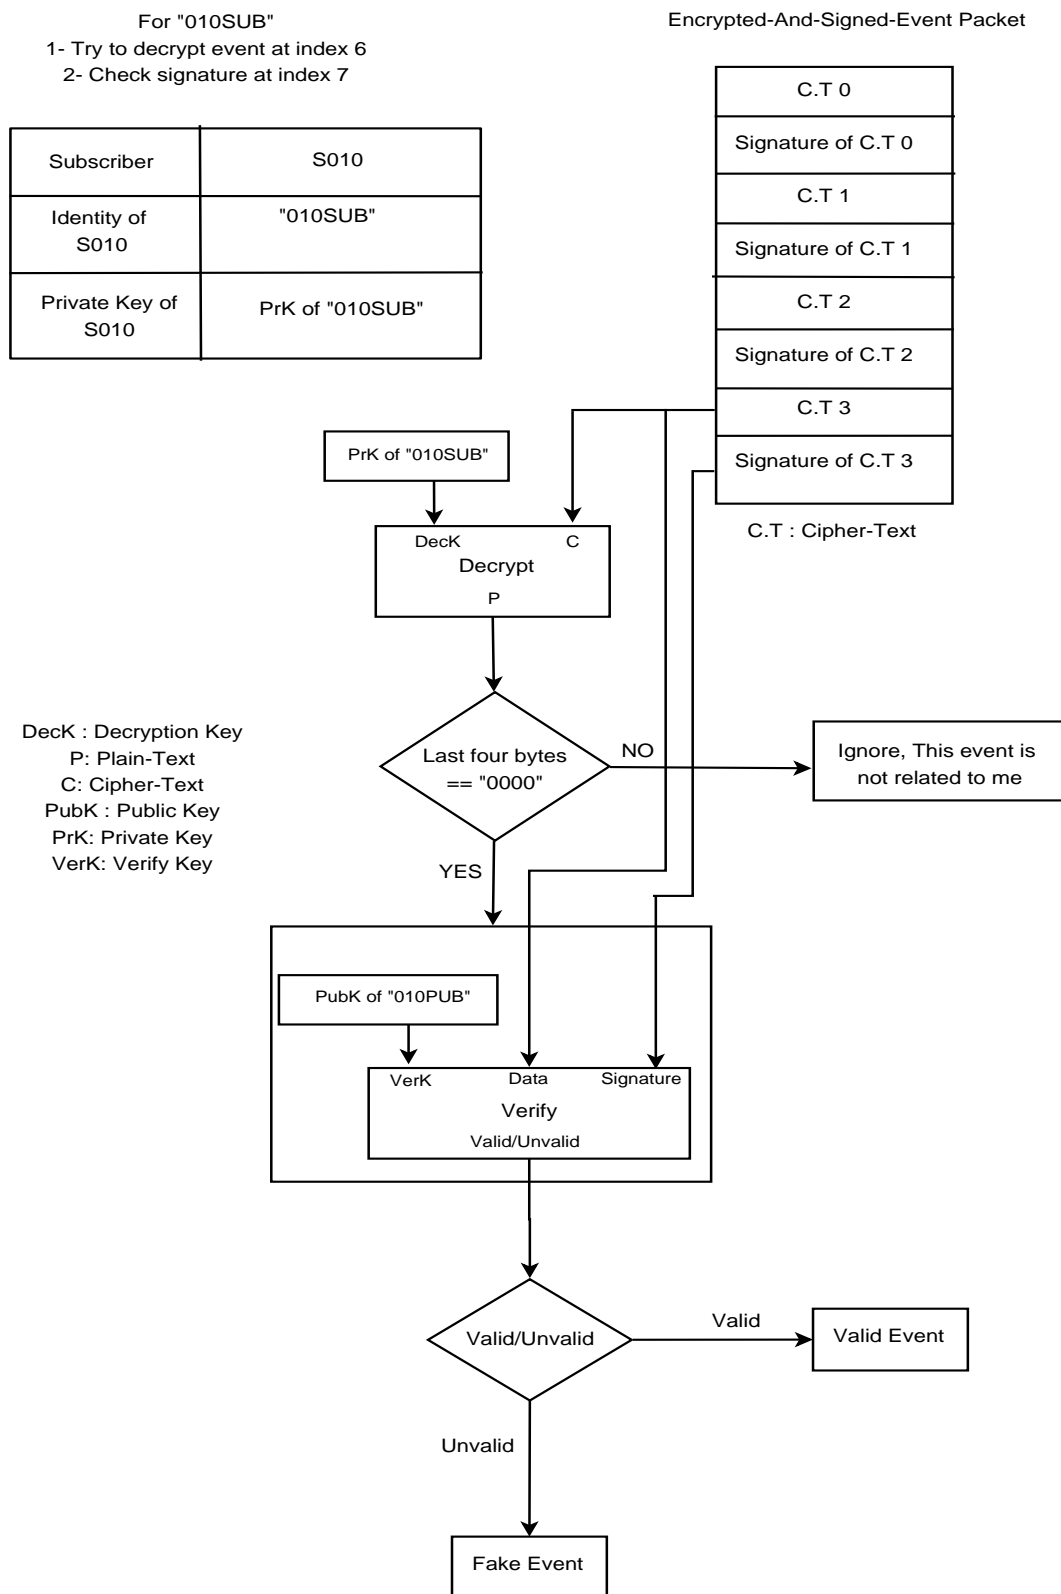 For "010SUB"
1- Try to decrypt event at index 6
2- Check signature at index 7
Encrypted-And-Signed-Event Packet
Subscriber
S010
Identity of
S010
"010SUB"
Private Key of
S010
PrK of "010SUB"
C.T 0
Signature of C.T 0
C.T 1
Signature of C.T 1
C.T 2
Signature of C.T 2
C.T 3
Signature of C.T 3
C.T : Cipher-Text
PrK of "010SUB"
DecK
C
Decrypt
P
DecK : Decryption Key
P: Plain-Text
C: Cipher-Text
PubK : Public Key
PrK: Private Key
VerK: Verify Key
Last four bytes
== "0000"
NO
Ignore, This event is
not related to me
YES
PubK of "010PUB"
VerK
Data
Signature
Verify
Valid/Unvalid
Valid/Unvalid
Valid
Valid Event
Unvalid
Fake Event